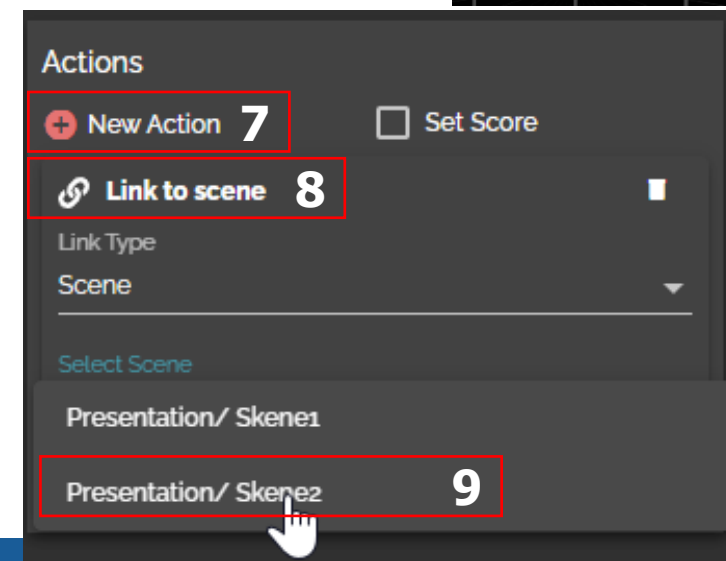 Actions
New Action 7 Set Score
Link to scene 8
Link Type
Scene
Select Scene
Presentation/ Skene1
Presentation/ Skene2 9